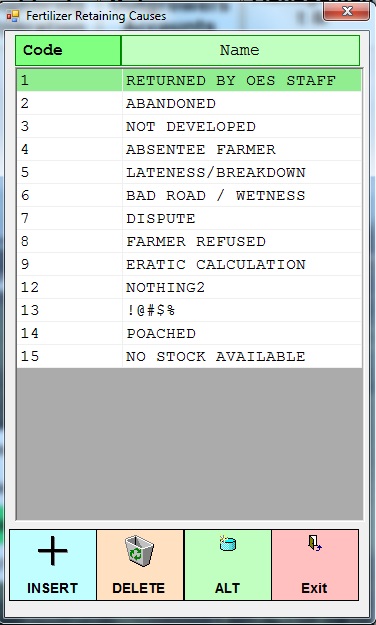 Fertilizer Retaining Causes
Code Name
1 RETURNED BY OES STAFF
2 ABANDONED
3 NOT DEVELOPED
4 ABSENTEE FARMER
5 LATENESS/BREAKDOWN
6 BAD ROAD / WETNESS
7 DISPUTE
8 FARMER REFUSED
9 ERATIC CALCULATION
12 NOTHING2
13 !@#$%
14 POACHED
15 NO STOCK AVAILABLE
INSERT DELETE ALT Exit